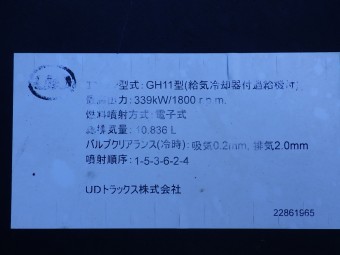 型式: GH11型(給気冷却器付過給機付)
出力: 339kW/1800 r.p.m.
燃料噴射方式: 電子式
総排気量: 10.836 L
バルブクリアランス(冷時): 吸気0.2mm, 排気2.0mm
噴射順序: 1-5-3-6-2-4
UDトラックス株式会社
22861965